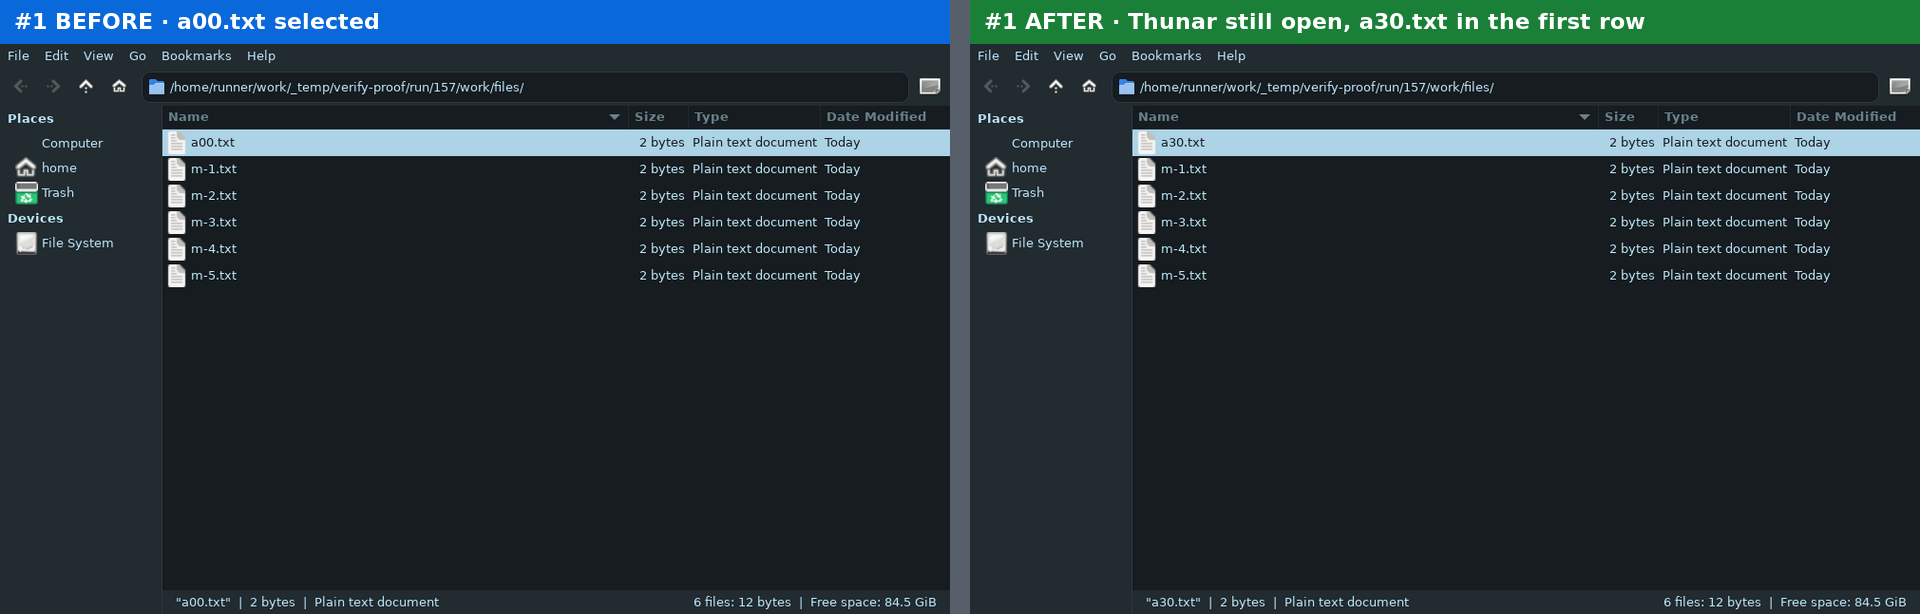 #1 BEFORE · a00.txt selected
File Edit View Go Bookmarks Help
/home/runner/work/_temp/verify-proof/run/157/work/files/
Places
Computer
home
Trash
Devices
File System
Name Size Type Date Modified
a00.txt 2 bytes Plain text document Today
m-1.txt 2 bytes Plain text document Today
m-2.txt 2 bytes Plain text document Today
m-3.txt 2 bytes Plain text document Today
m-4.txt 2 bytes Plain text document Today
m-5.txt 2 bytes Plain text document Today
"a00.txt" | 2 bytes | Plain text document 6 files: 12 bytes | Free space: 84.5 GiB
#1 AFTER · Thunar still open, a30.txt in the first row
File Edit View Go Bookmarks Help
/home/runner/work/_temp/verify-proof/run/157/work/files/
Places
Computer
home
Trash
Devices
File System
Name Size Type Date Modified
a30.txt 2 bytes Plain text document Today
m-1.txt 2 bytes Plain text document Today
m-2.txt 2 bytes Plain text document Today
m-3.txt 2 bytes Plain text document Today
m-4.txt 2 bytes Plain text document Today
m-5.txt 2 bytes Plain text document Today
"a30.txt" | 2 bytes | Plain text document 6 files: 12 bytes | Free space: 84.5 GiB